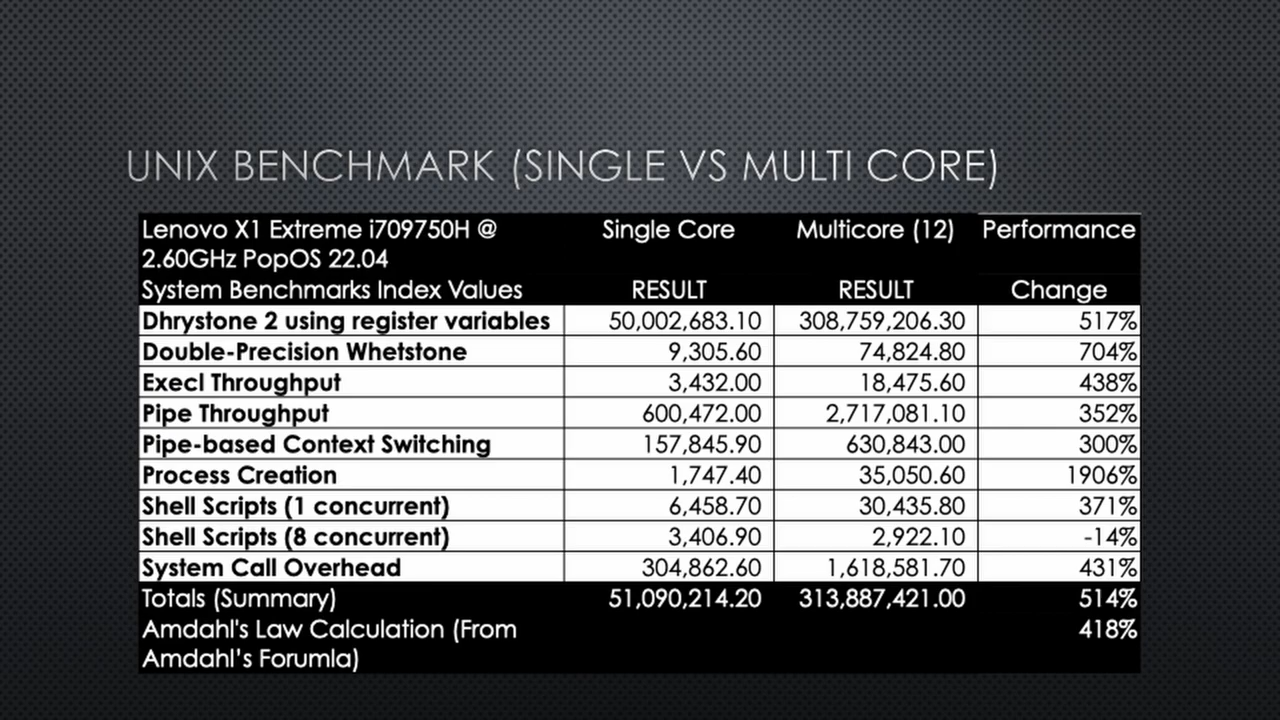 UNIX BENCHMARK (SINGLE VS MULTI CORE)
Lenovo X1 Extreme i709750H @ 2.60GHz PopOS 22.04 Single Core Multicore (12) Performance
System Benchmarks Index Values RESULT RESULT Change
Dhrystone 2 using register variables 50,002,683.10 308,759,206.30 517%
Double-Precision Whetstone 9,305.60 74,824.80 704%
Execl Throughput 3,432.00 18,475.60 438%
Pipe Throughput 600,472.00 2,717,081.10 352%
Pipe-based Context Switching 157,845.90 630,843.00 300%
Process Creation 1,747.40 35,050.60 1906%
Shell Scripts (1 concurrent) 6,458.70 30,435.80 371%
Shell Scripts (8 concurrent) 3,406.90 2,922.10 -14%
System Call Overhead 304,862.60 1,618,581.70 431%
Totals (Summary) 51,090,214.20 313,887,421.00 514%
Amdahl's Law Calculation (From Amdahl's Forumla) 418%